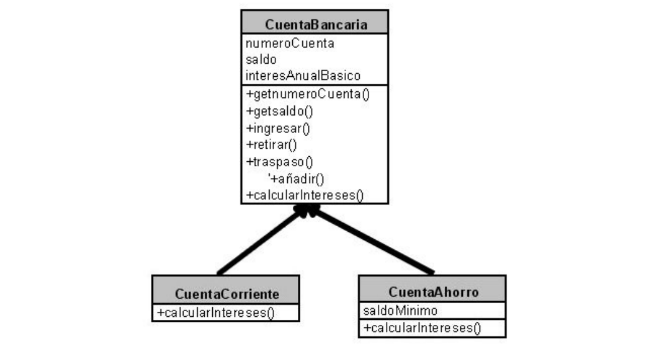 CuentaBancaria
numeroCuenta
saldo
interesAnualBasico
+getnumeroCuenta()
+getsaldo()
+ingresar()
+retirar()
+traspaso()
'+añadir()
+calcularIntereses()
CuentaCorriente
+calcularIntereses()
CuentaAhorro
saldoMinimo
+calcularIntereses()